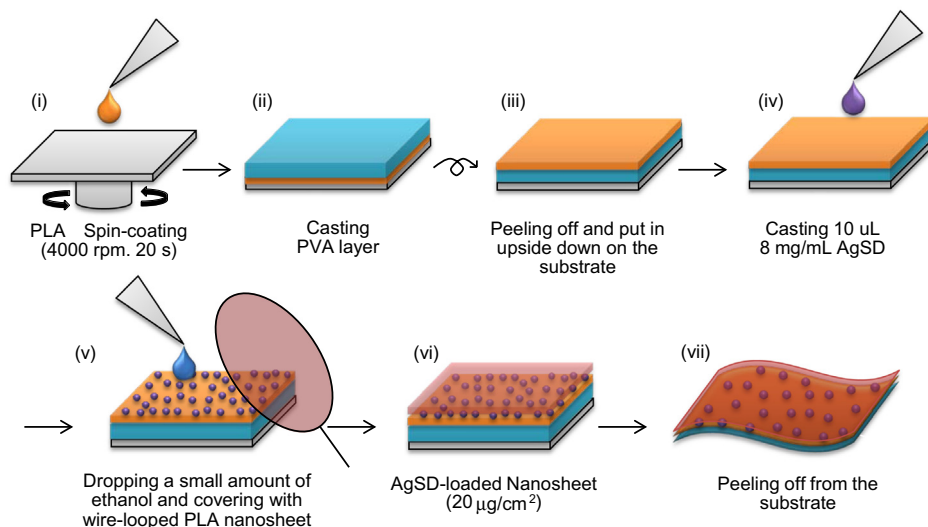 (i)
PLA Spin-coating
(4000 rpm. 20 s)
(ii)
Casting
PVA layer
(iii)
Peeling off and put in
upside down on the
substrate
(iv)
Casting 10 uL
8 mg/mL AgSD
(v)
Dropping a small amount of
ethanol and covering with
wire-looped PLA nanosheet
(vi)
AgSD-loaded Nanosheet
(20 μg/cm²)
(vii)
Peeling off from the
substrate